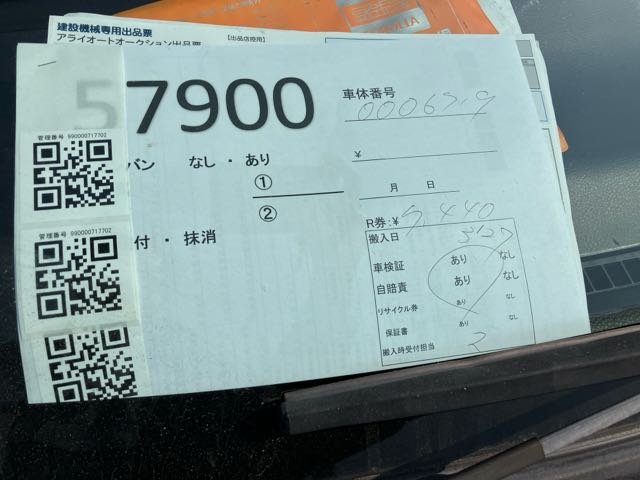 建設機械専用出品票
アライオートオークション出品票
【出品店控用】
57900
車体番号
管理番号 990000717702
バン なし ・ あり
¥
①
月 日
②
R券:¥ 5,440
管理番号 990000717702
付 ・ 抹消
搬入日
車検証 あり なし
自賠責 あり なし
リサイクル券 あり なし
保証書 あり なし
搬入時受付担当